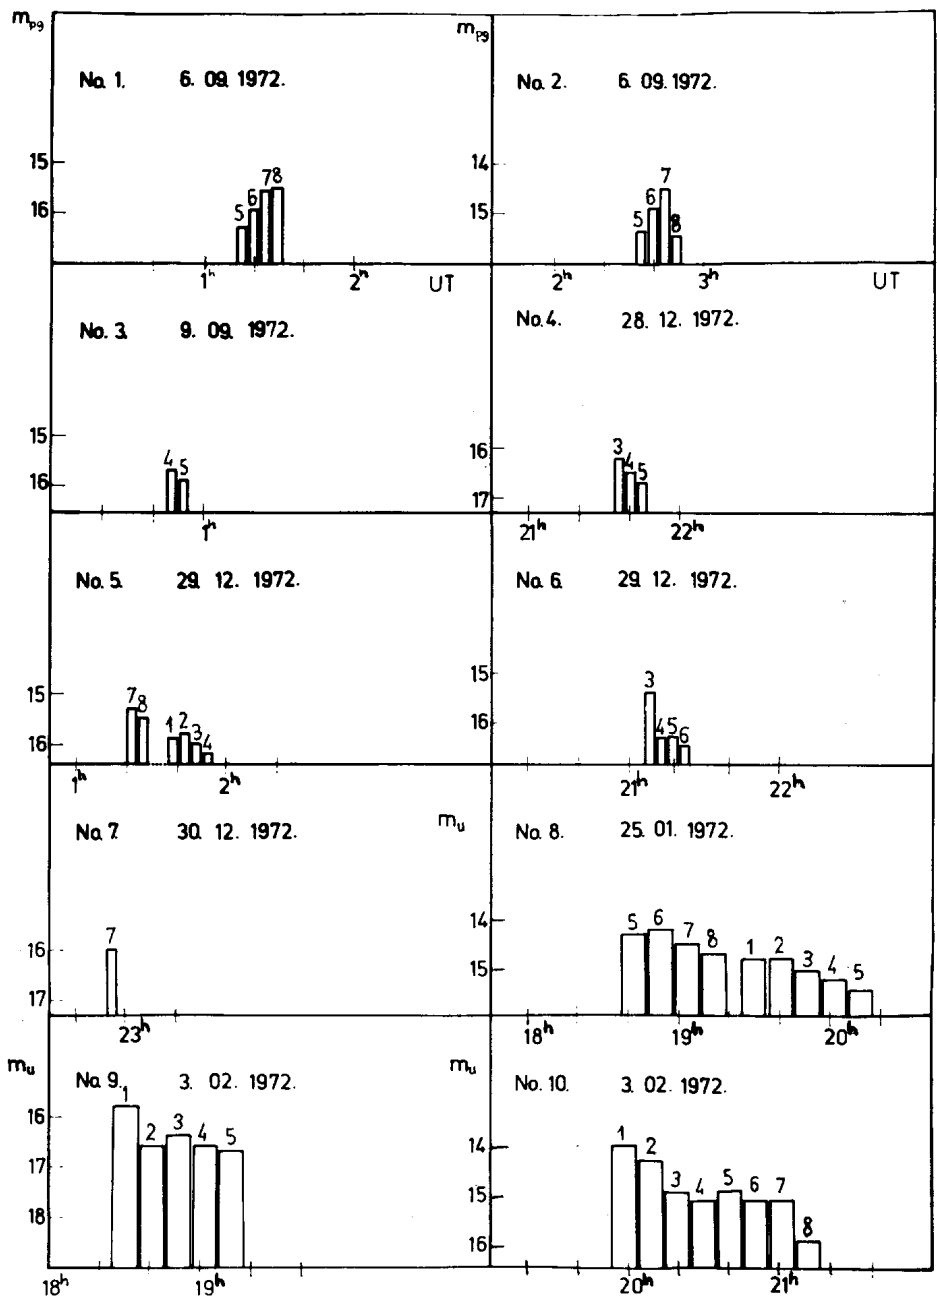 mpg
No. 1. 6. 09. 1972.
15
16
5 6 7 8
1h 2h UT
mpg
No. 2. 6. 09. 1972.
14
15
5 6 7 8
2h 3h UT
No. 3. 9. 09. 1972.
15
16
4 5
1h
No. 4. 28. 12. 1972.
16
17
3 4 5
21h 22h
No. 5. 29. 12. 1972.
15
16
7 8 1 2 3 4
1h 2h
No. 6. 29. 12. 1972.
15
16
3 4 5 6
21h 22h
No. 7. 30. 12. 1972.
16
17
7
23h
mu
No. 8. 25. 01. 1972.
14
15
5 6 7 8 1 2 3 4 5
18h 19h 20h
mu
No. 9. 3. 02. 1972.
16
17
18
1 2 3 4 5
18h 19h
mu
No. 10. 3. 02. 1972.
14
15
16
1 2 3 4 5 6 7 8
20h 21h